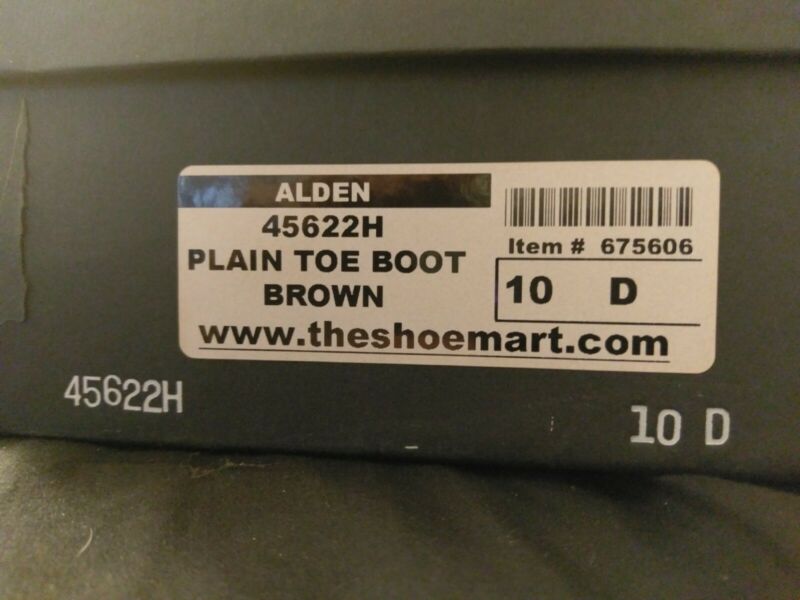 ALDEN
45622H
PLAIN TOE BOOT
BROWN
Item # 675606
10 D
www.theshoemart.com
45622H
10 D